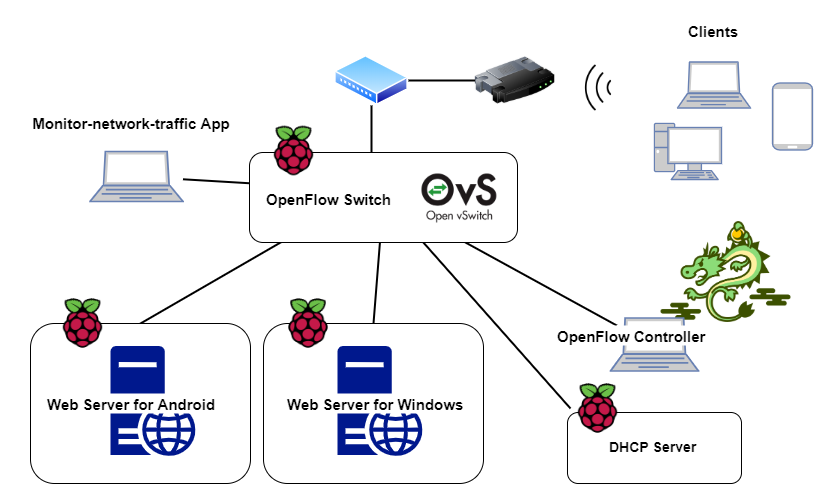 Clients
Monitor-network-traffic App
OpenFlow Switch
OvS
Open vSwitch
OpenFlow Controller
Web Server for Android
Web Server for Windows
DHCP Server